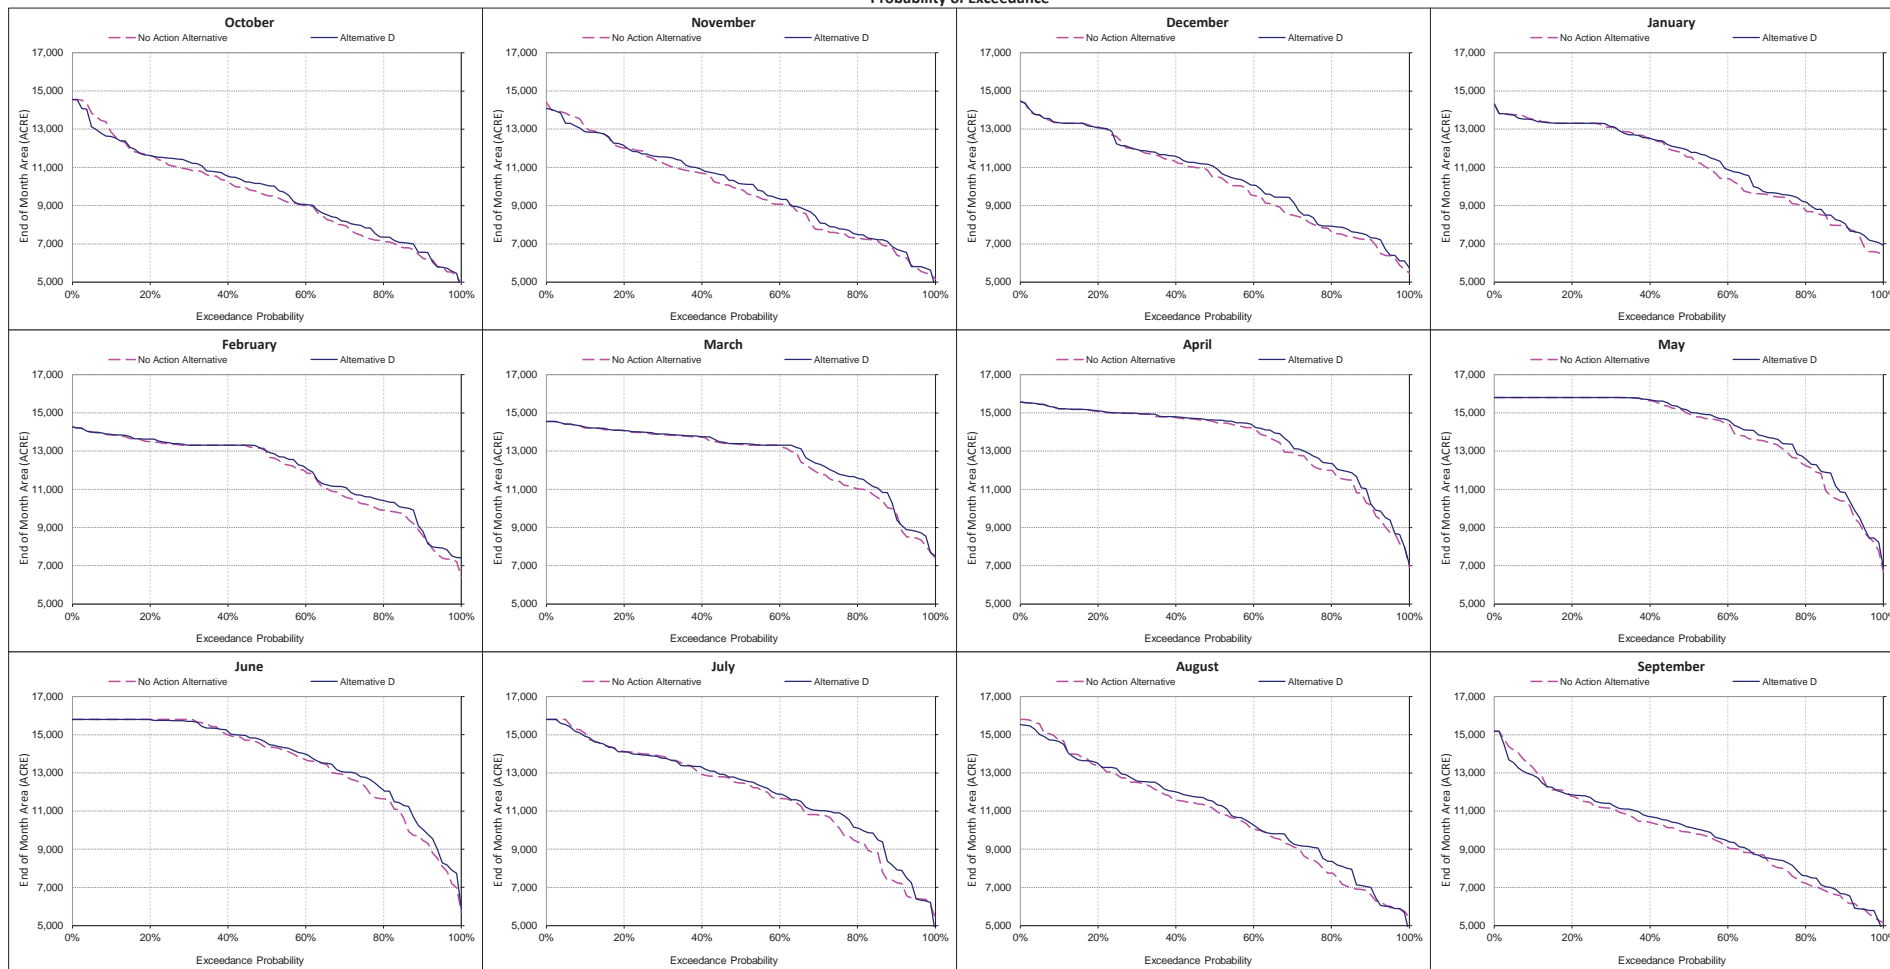 Probability of Exceedance
October
No Action Alternative Alternative D
17,000
15,000
13,000
11,000
9,000
7,000
5,000
End of Month Area (ACRE)
0% 20% 40% 60% 80% 100%
Exceedance Probability
November
No Action Alternative Alternative D
17,000
15,000
13,000
11,000
9,000
7,000
5,000
End of Month Area (ACRE)
0% 20% 40% 60% 80% 100%
Exceedance Probability
December
No Action Alternative Alternative D
17,000
15,000
13,000
11,000
9,000
7,000
5,000
End of Month Area (ACRE)
0% 20% 40% 60% 80% 100%
Exceedance Probability
January
No Action Alternative Alternative D
17,000
15,000
13,000
11,000
9,000
7,000
5,000
End of Month Area (ACRE)
0% 20% 40% 60% 80% 100%
Exceedance Probability
February
No Action Alternative Alternative D
17,000
15,000
13,000
11,000
9,000
7,000
5,000
End of Month Area (ACRE)
0% 20% 40% 60% 80% 100%
Exceedance Probability
March
No Action Alternative Alternative D
17,000
15,000
13,000
11,000
9,000
7,000
5,000
End of Month Area (ACRE)
0% 20% 40% 60% 80% 100%
Exceedance Probability
April
No Action Alternative Alternative D
17,000
15,000
13,000
11,000
9,000
7,000
5,000
End of Month Area (ACRE)
0% 20% 40% 60% 80% 100%
Exceedance Probability
May
No Action Alternative Alternative D
17,000
15,000
13,000
11,000
9,000
7,000
5,000
End of Month Area (ACRE)
0% 20% 40% 60% 80% 100%
Exceedance Probability
June
No Action Alternative Alternative D
17,000
15,000
13,000
11,000
9,000
7,000
5,000
End of Month Area (ACRE)
0% 20% 40% 60% 80% 100%
Exceedance Probability
July
No Action Alternative Alternative D
17,000
15,000
13,000
11,000
9,000
7,000
5,000
End of Month Area (ACRE)
0% 20% 40% 60% 80% 100%
Exceedance Probability
August
No Action Alternative Alternative D
17,000
15,000
13,000
11,000
9,000
7,000
5,000
End of Month Area (ACRE)
0% 20% 40% 60% 80% 100%
Exceedance Probability
September
No Action Alternative Alternative D
17,000
15,000
13,000
11,000
9,000
7,000
5,000
End of Month Area (ACRE)
0% 20% 40% 60% 80% 100%
Exceedance Probability